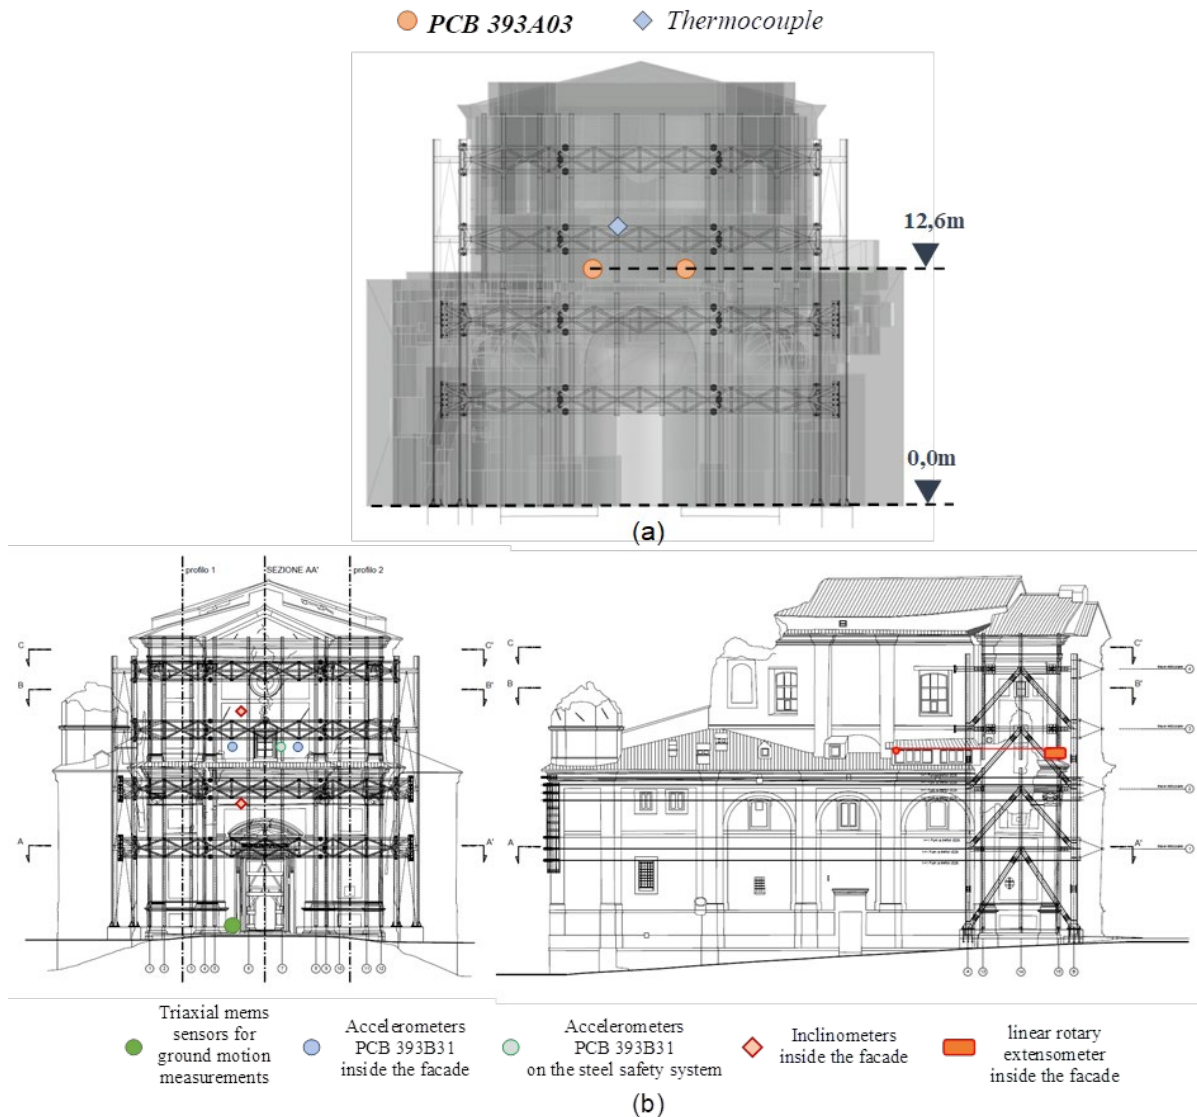 PCB 393A03 Thermocouple
12,6m
0,0m
(a)
profilo 1 SEZIONE AA' profilo 2
C C' C C'
B B' B B'
A A' A A'
Triaxial mems
sensors for
ground motion
measurements
Accelerometers
PCB 393B31
inside the facade
Accelerometers
PCB 393B31
on the steel safety system
Inclinometers
inside the facade
linear rotary
extensometer
inside the facade
(b)